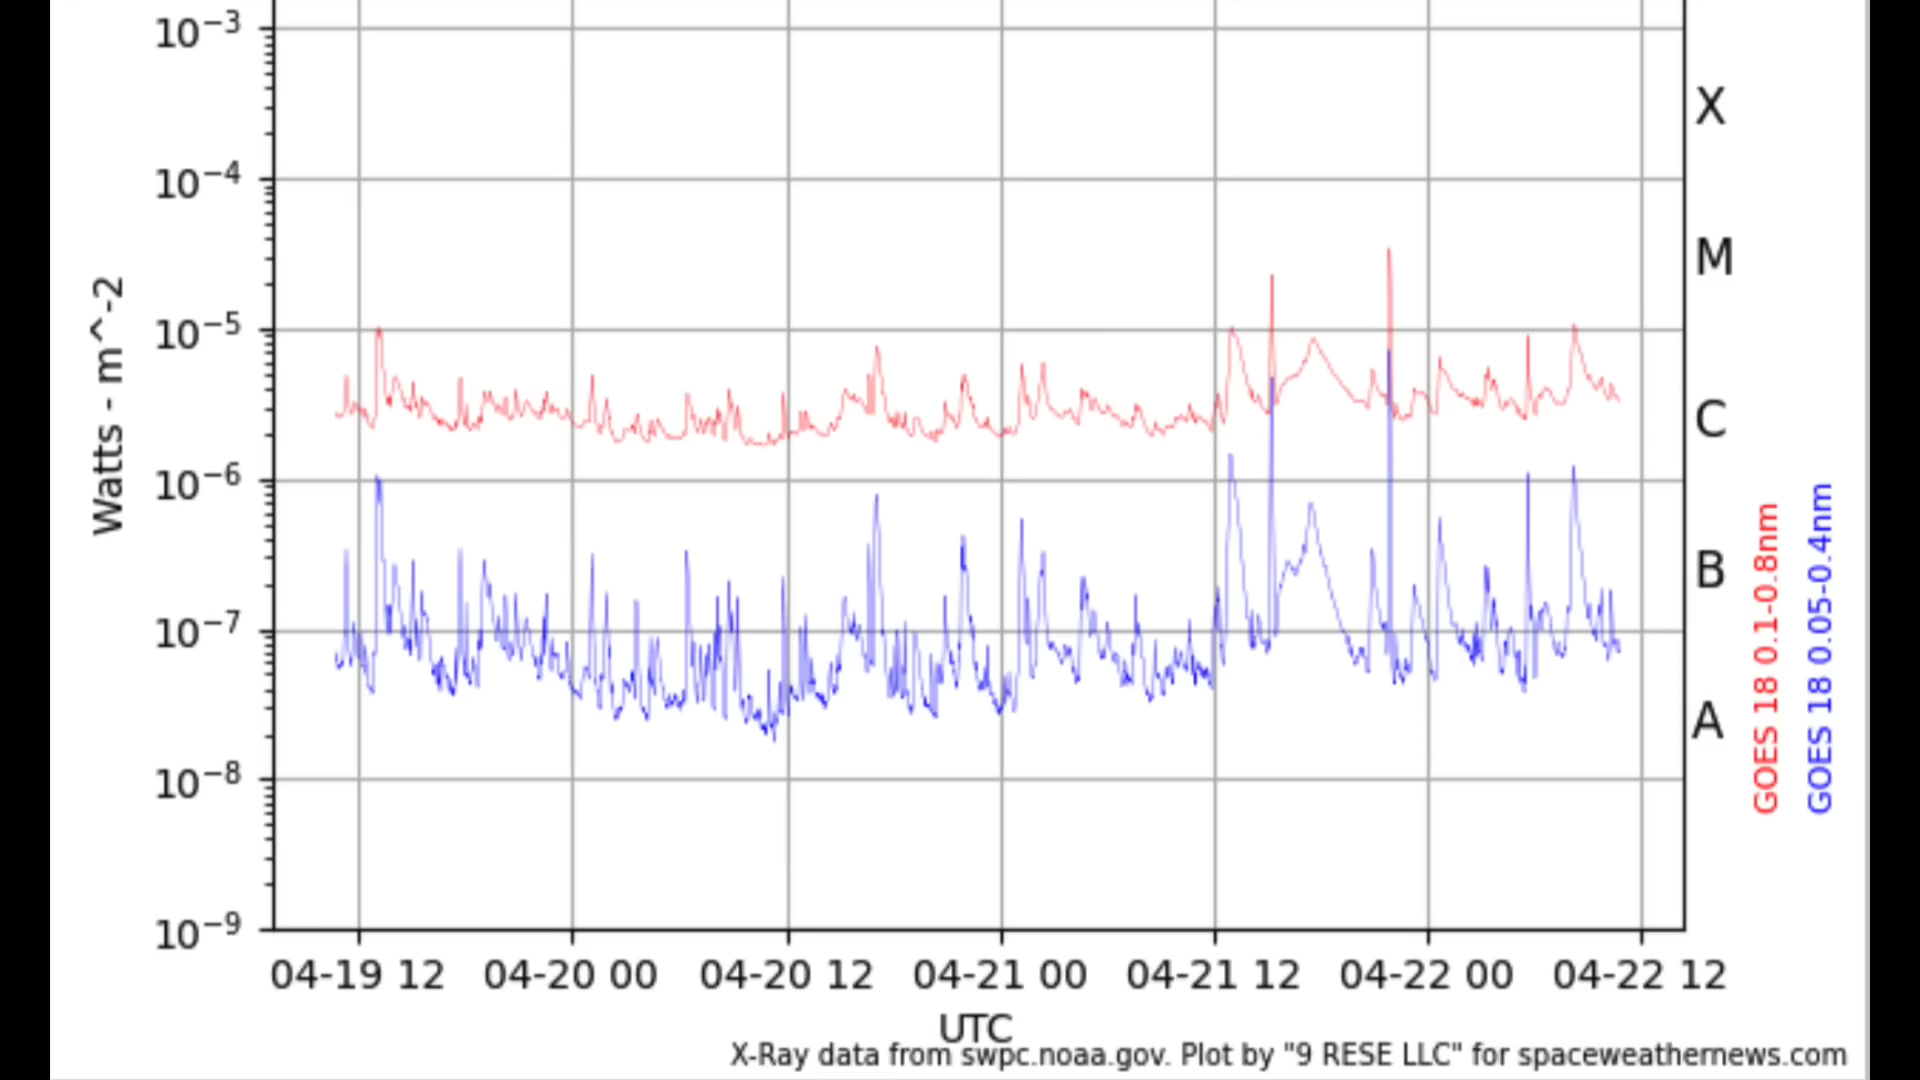 10−3
10−4
10−5
10−6
10−7
10−8
10−9
Watts - m^-2
X
M
C
B
A
GOES 18 0.1-0.8nm
GOES 18 0.05-0.4nm
04-19 12 04-20 00 04-20 12 04-21 00 04-21 12 04-22 00 04-22 12
UTC
X-Ray data from swpc.noaa.gov. Plot by "9 RESE LLC" for spaceweathernews.com